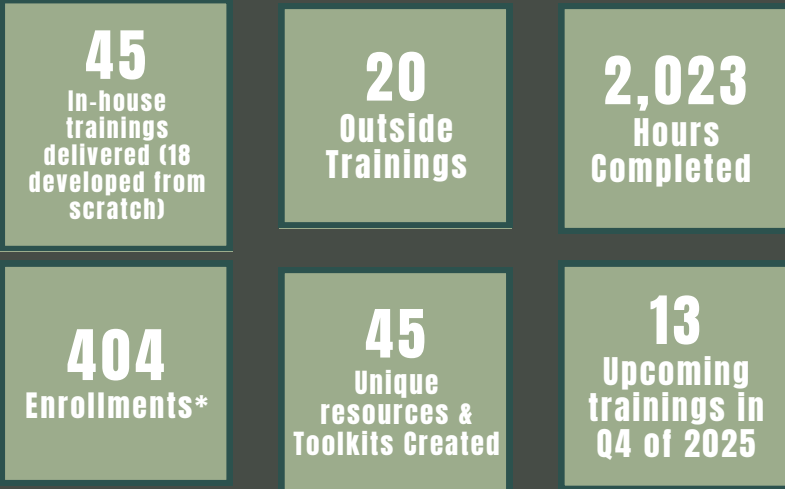 45
In-house
trainings
delivered (18
developed from
scratch)
20
Outside
Trainings
2,023
Hours
Completed
404
Enrollments*
45
Unique
resources &
Toolkits Created
13
Upcoming
trainings in
Q4 of 2025